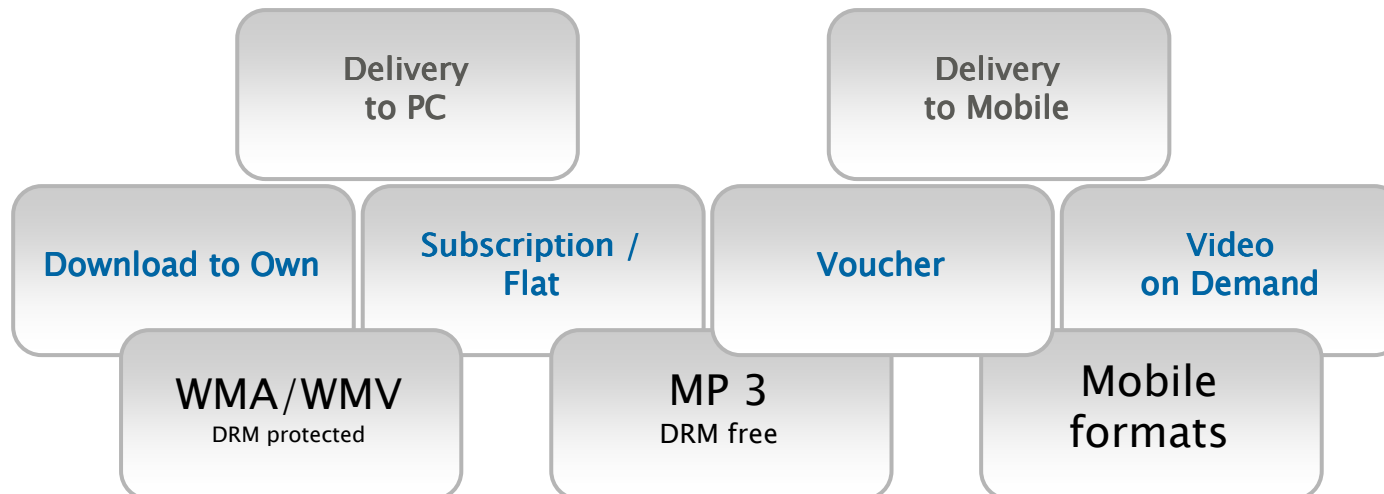 Delivery
to PC
Delivery
to Mobile
Download to Own
Subscription /
Flat
Voucher
Video
on Demand
WMA/WMV
DRM protected
MP 3
DRM free
Mobile
formats